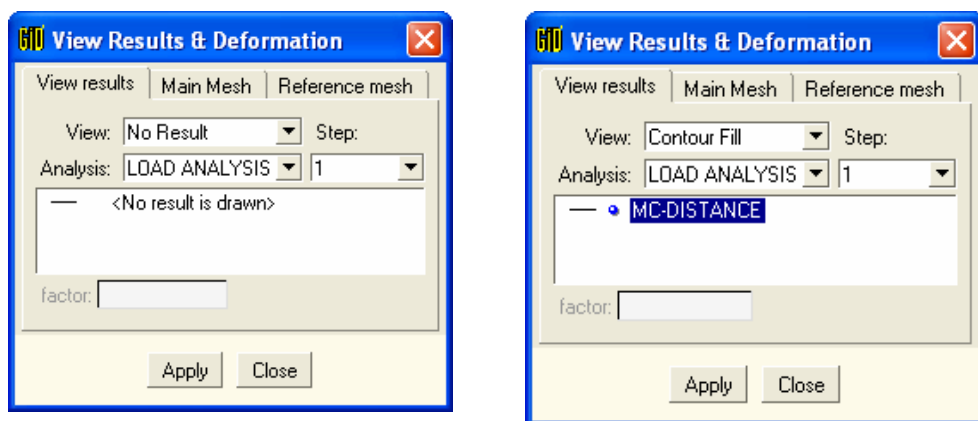 GiD View Results & Deformation
View results Main Mesh Reference mesh
View: No Result Step:
Analysis: LOAD ANALYSIS 1
<No result is drawn>
factor:
Apply Close
GiD View Results & Deformation
View results Main Mesh Reference mesh
View: Contour Fill Step:
Analysis: LOAD ANALYSIS 1
MC-DISTANCE
factor:
Apply Close